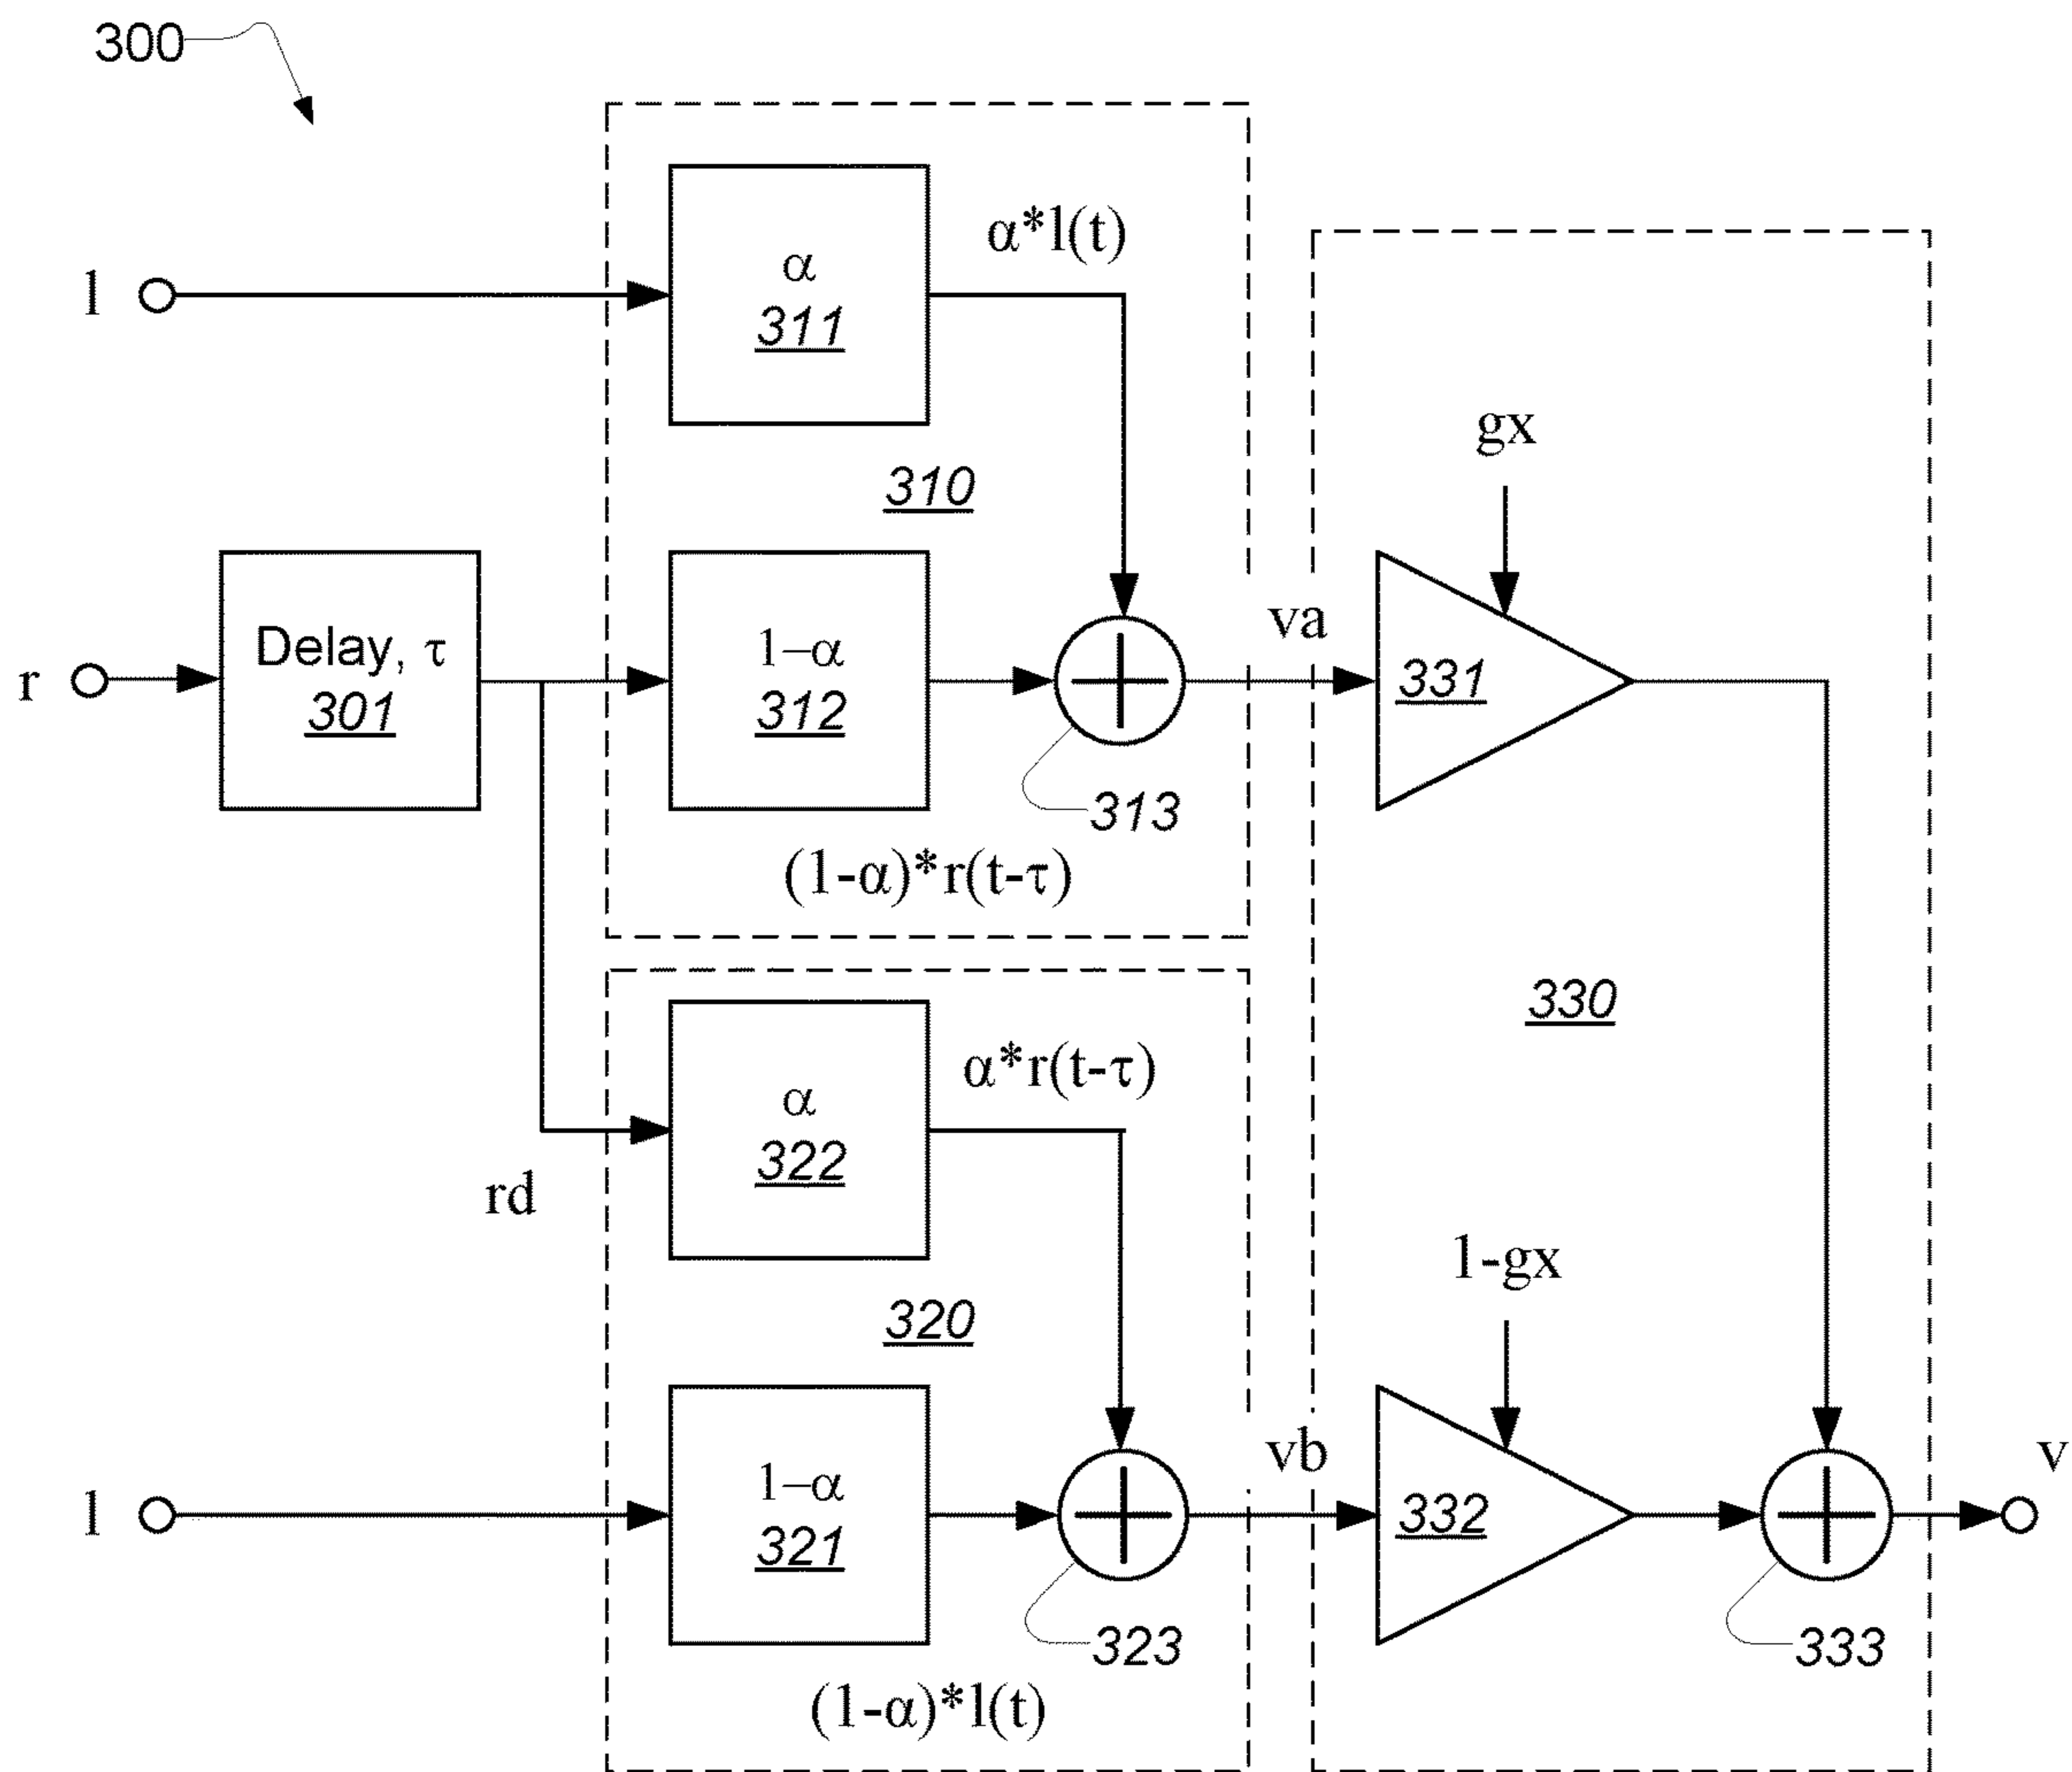 300
α*l(t)
l
α
311
gx
310
va
r
Delay, τ
301
1−α
312
331
313
(1-α)*r(t-τ)
330
α*r(t-τ)
α
322
rd
1-gx
320
vb
v
l
1−α
321
332
323
333
(1-α)*l(t)